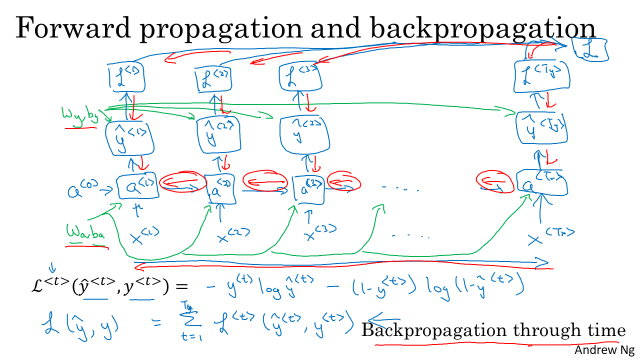 Forward propagation and backpropagation
ℒ
ℒ<1> ℒ<2> ℒ<3> ℒ<Ty>
Wy,by
ŷ<1> ŷ<2> ŷ<3> ŷ<Ty>
a<0> → a<1> a<2> a<3> .... a<Tx>
Wa,ba
x<1> x<2> x<3> .... x<Tx>
ℒ<t>(ŷ<t>, y<t>) = - y<t> log ŷ<t> - (1-y<t>) log (1-ŷ<t>)
ℒ(ŷ, y) = Σ t=1 Ty ℒ<t>(ŷ<t>, y<t>) ←
Backpropagation through time
Andrew Ng